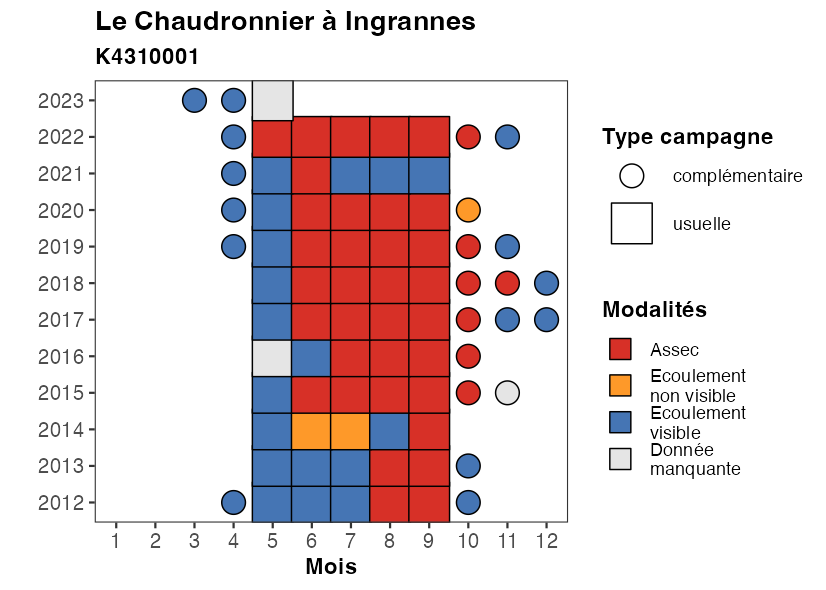 Le Chaudronnier à Ingrannes
K4310001
2023
2022
2021
2020
2019
2018
2017
2016
2015
2014
2013
2012
1 2 3 4 5 6 7 8 9 10 11 12
Mois
Type campagne
complémentaire
usuelle
Modalités
Assec
Ecoulement
non visible
Ecoulement
visible
Donnée
manquante